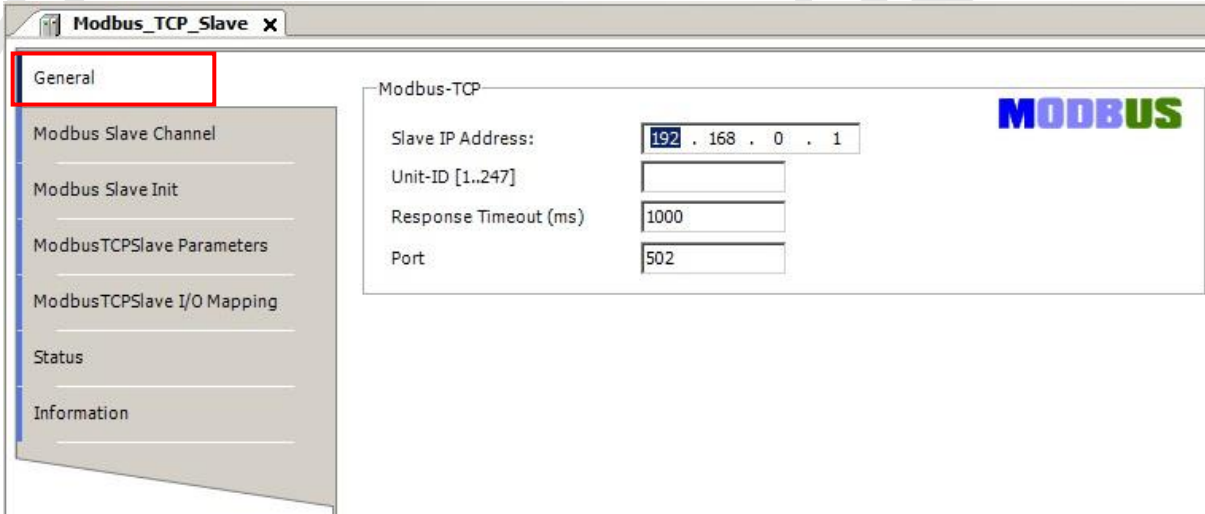 Modbus_TCP_Slave X
General
Modbus Slave Channel
Modbus Slave Init
ModbusTCPSlave Parameters
ModbusTCPSlave I/O Mapping
Status
Information
Modbus-TCP
MODBUS
Slave IP Address: 192 . 168 . 0 . 1
Unit-ID [1..247]
Response Timeout (ms) 1000
Port 502